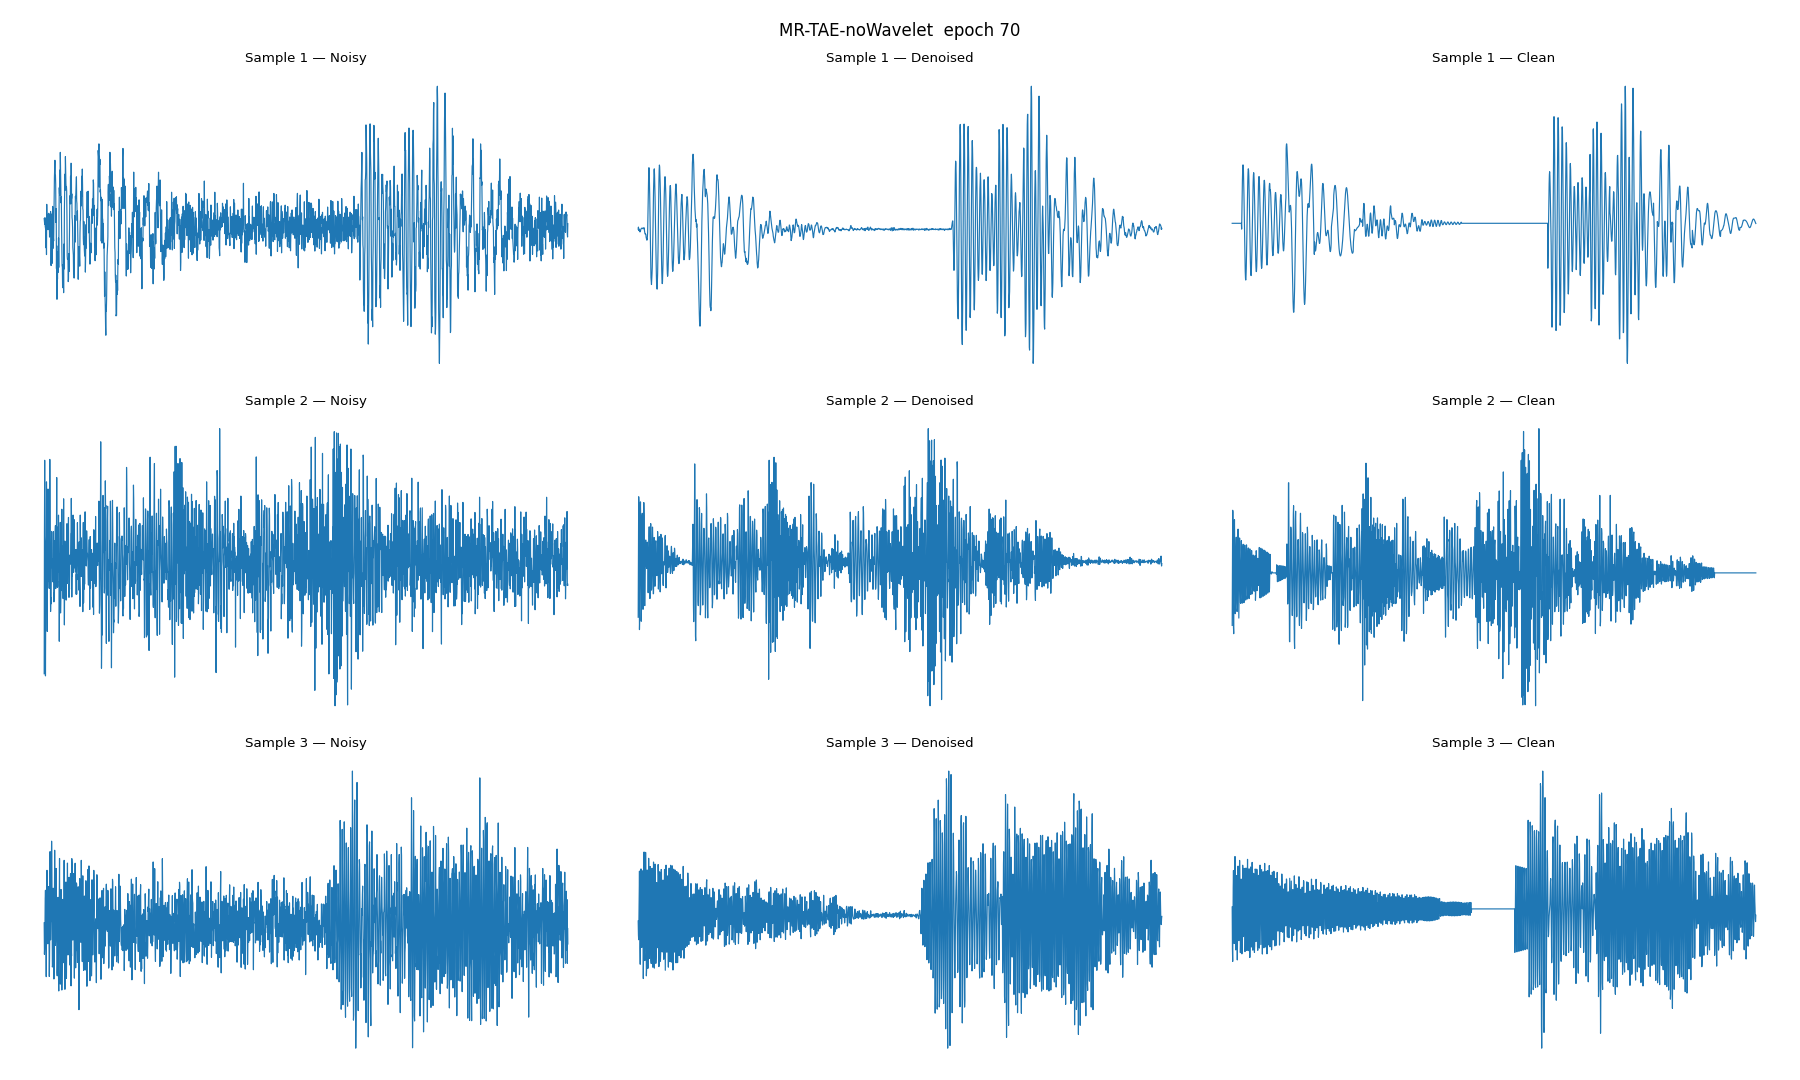 MR-TAE-noWavelet  epoch 70
Sample 1 — Noisy
Sample 1 — Denoised
Sample 1 — Clean
Sample 2 — Noisy
Sample 2 — Denoised
Sample 2 — Clean
Sample 3 — Noisy
Sample 3 — Denoised
Sample 3 — Clean